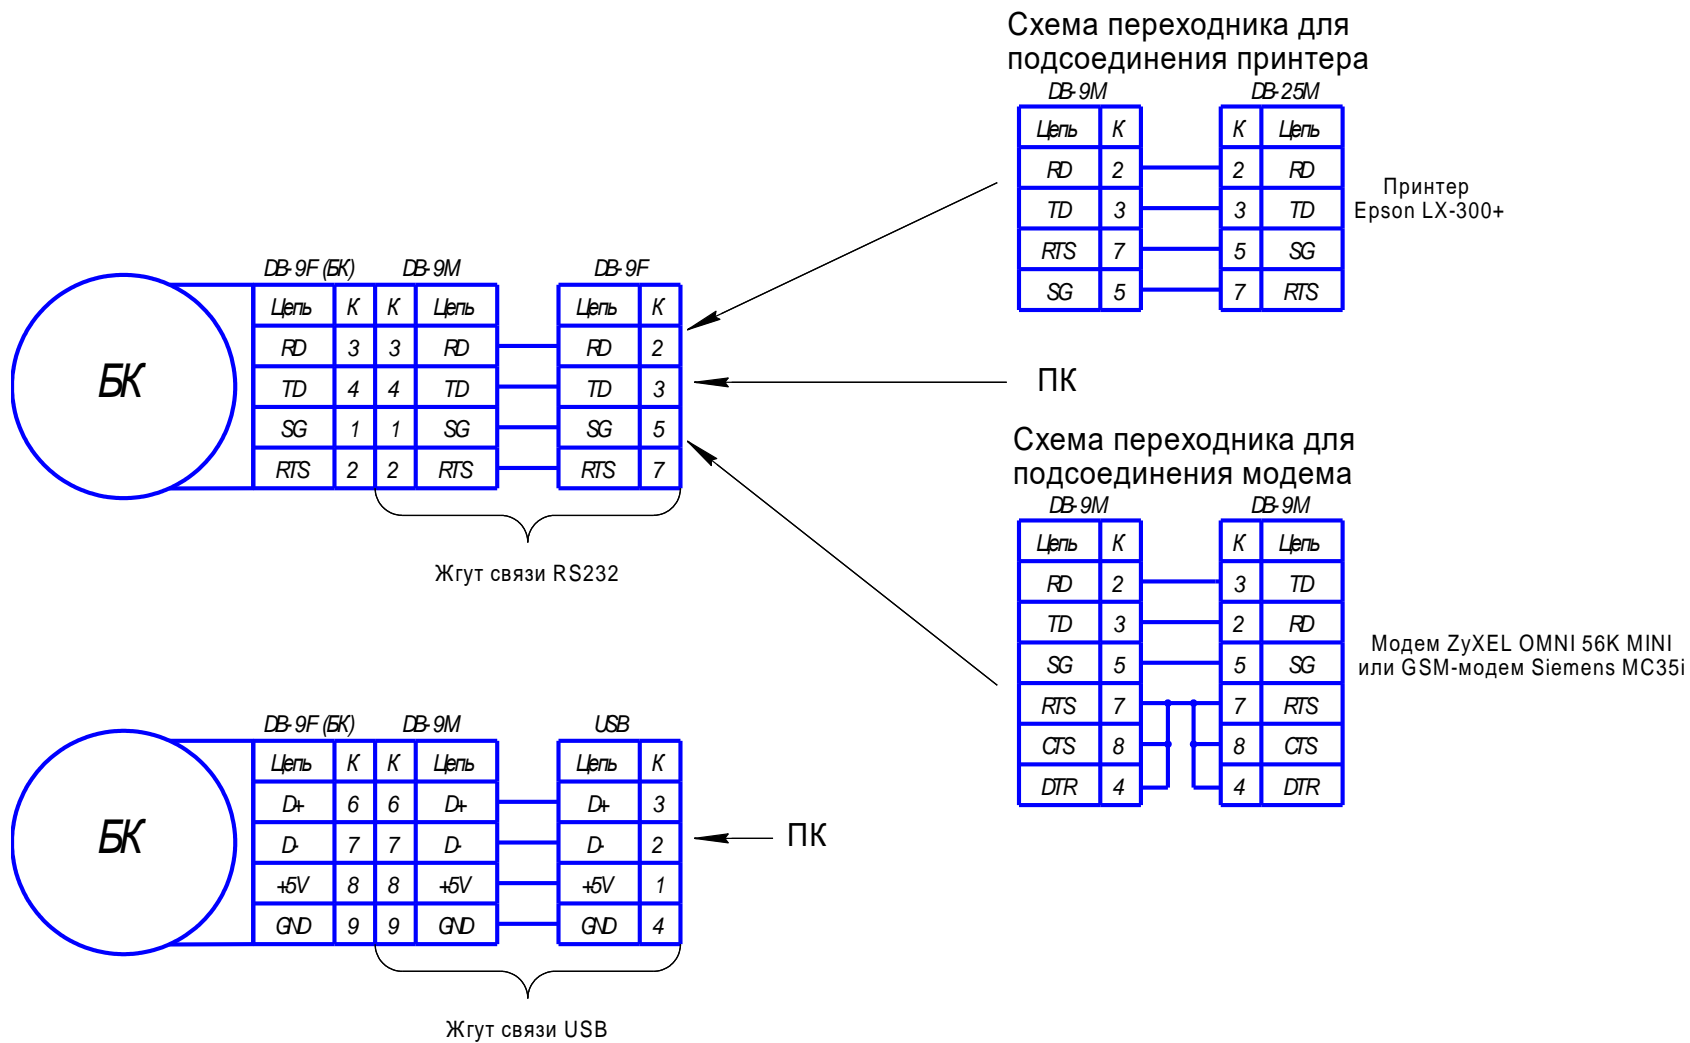 Схема переходника для
подсоединения принтера
DB-9M DB-25M
Цепь К К Цепь
RD 2 2 RD
TD 3 3 TD
RTS 7 5 SG
SG 5 7 RTS
Принтер
Epson LX-300+
DB-9F (БК) DB-9M DB-9F
Цепь К К Цепь Цепь К
RD 3 3 RD RD 2
TD 4 4 TD TD 3
SG 1 1 SG SG 5
RTS 2 2 RTS RTS 7
БК
ПК
Жгут связи RS232
Схема переходника для
подсоединения модема
DB-9M DB-9M
Цепь К К Цепь
RD 2 3 TD
TD 3 2 RD
SG 5 5 SG
RTS 7 7 RTS
CTS 8 8 CTS
DTR 4 4 DTR
Модем ZyXEL OMNI 56K MINI
или GSM-модем Siemens MC35i
DB-9F (БК) DB-9M USB
Цепь К К Цепь Цепь К
D+ 6 6 D+ D+ 3
D- 7 7 D- D- 2
+5V 8 8 +5V +5V 1
GND 9 9 GND GND 4
БК
ПК
Жгут связи USB